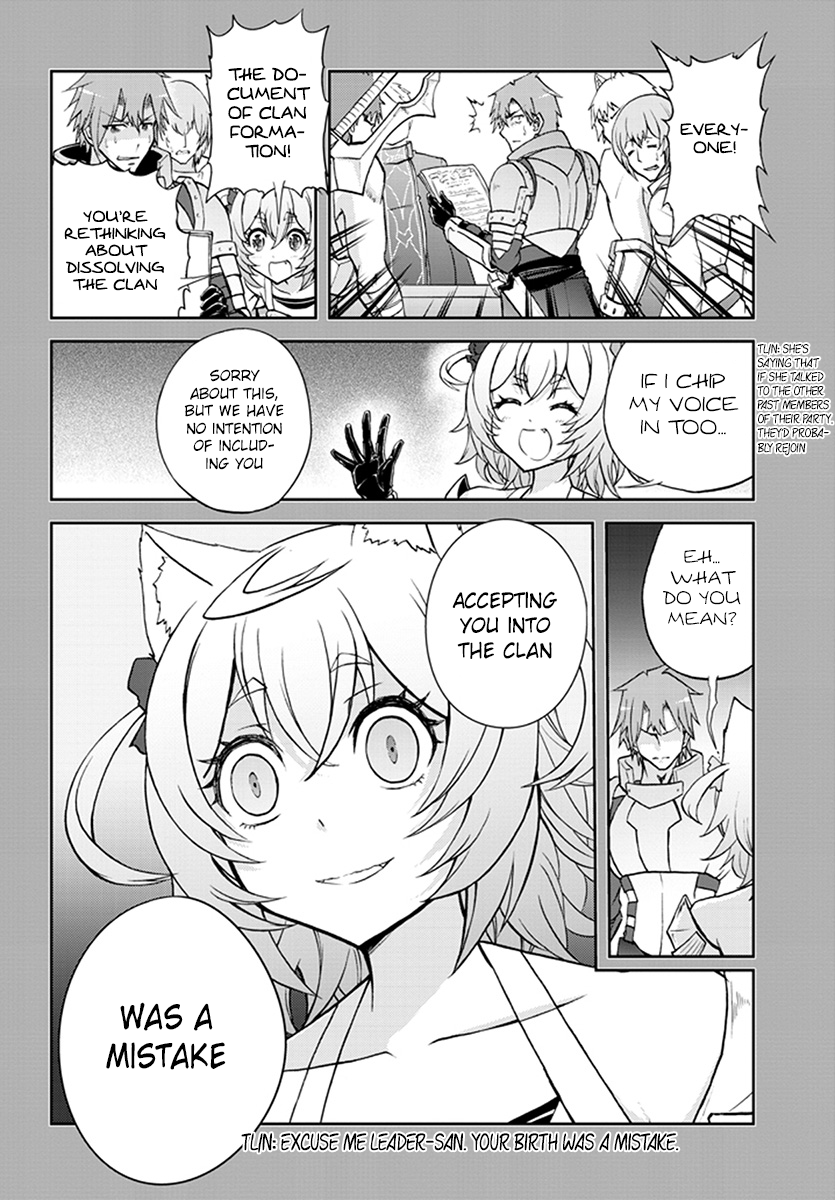 EVERY-
ONE!
THE DO-
CUMENT
OF CLAN
FORMA-
TION!
YOU'RE
RETHINKING
ABOUT
DISSOLVING
THE CLAN
IF I CHIP
MY VOICE
IN TOO...
T/N: SHE'S
SAYING THAT
IF SHE TALKED
TO THE OTHER
PAST MEMBERS
OF THEIR PARTY,
THEY'D PROBA-
BLY REJOIN
SORRY
ABOUT THIS,
BUT WE HAVE
NO INTENTION
OF INCLUD-
ING YOU
EH...
WHAT
DO YOU
MEAN?
ACCEPTING
YOU INTO
THE CLAN
WAS A
MISTAKE
TL/N: EXCUSE ME LEADER-SAN. YOUR BIRTH WAS A MISTAKE.